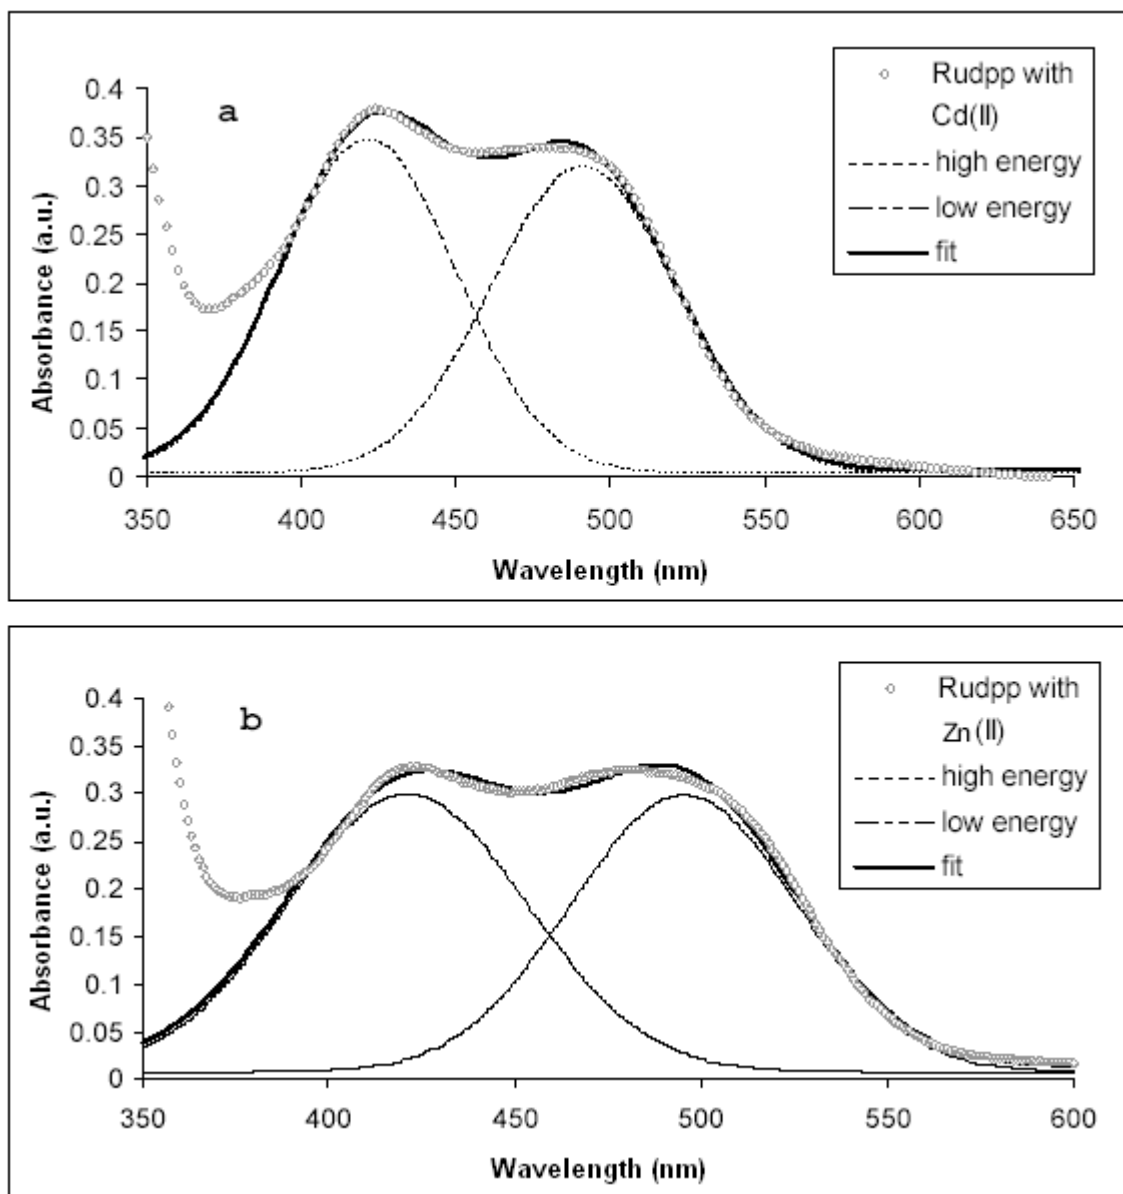 a
Rudpp with
Cd(II)
high energy
low energy
fit
0.4
0.35
0.3
0.25
0.2
0.15
0.1
0.05
0
Absorbance (a.u.)
350 400 450 500 550 600 650
Wavelength (nm)
b
Rudpp with
Zn(II)
high energy
low energy
fit
0.4
0.35
0.3
0.25
0.2
0.15
0.1
0.05
0
Absorbance (a.u.)
350 400 450 500 550 600
Wavelength (nm)